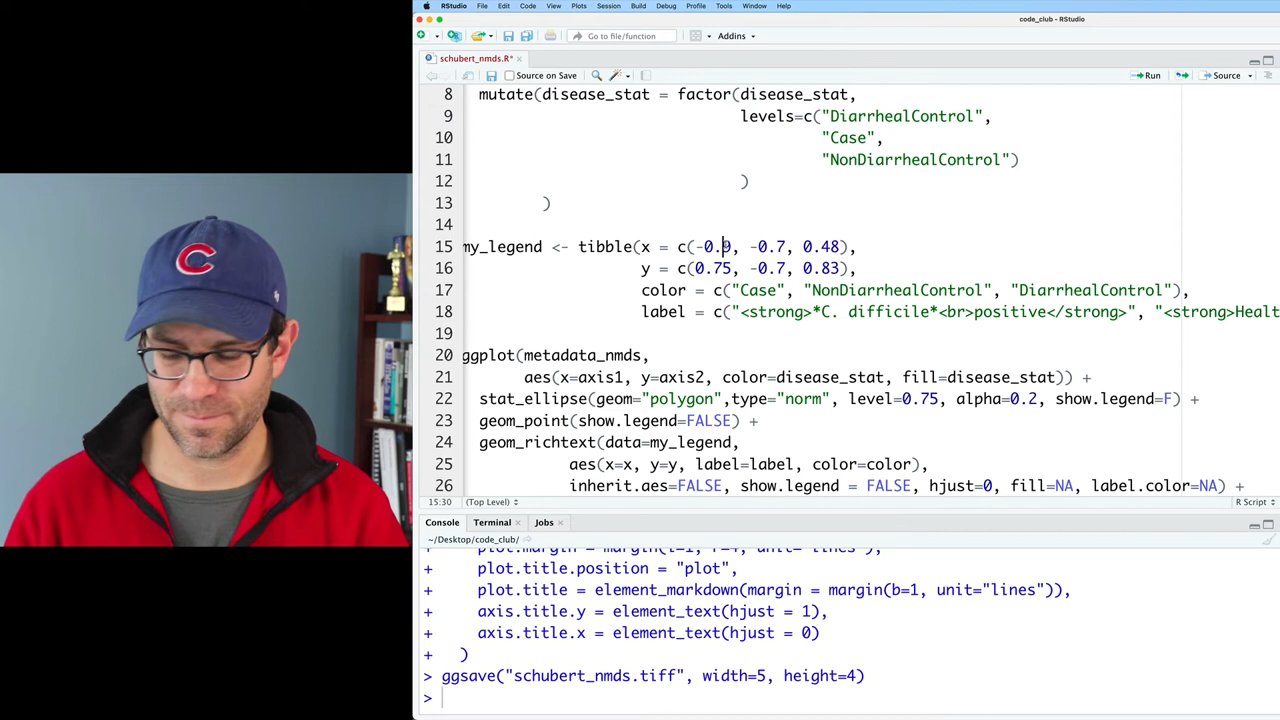 RStudio File Edit Code View Plots Session Build Debug Profile Tools Window Help
code_club - RStudio
Go to file/function Addins
schubert_nmds.R*
Source on Save Run Source
8 mutate(disease_stat = factor(disease_stat,
9 levels=c("DiarrhealControl",
10 "Case",
11 "NonDiarrhealControl")
12 )
13 )
14
15 my_legend <- tibble(x = c(-0.9, -0.7, 0.48),
16 y = c(0.75, -0.7, 0.83),
17 color = c("Case", "NonDiarrhealControl", "DiarrhealControl"),
18 label = c("<strong>*C. difficile*<br>positive</strong>", "<strong>Healt
19
20 ggplot(metadata_nmds,
21 aes(x=axis1, y=axis2, color=disease_stat, fill=disease_stat)) +
22 stat_ellipse(geom="polygon",type="norm", level=0.75, alpha=0.2, show.legend=F) +
23 geom_point(show.legend=FALSE) +
24 geom_richtext(data=my_legend,
25 aes(x=x, y=y, label=label, color=color),
26 inherit.aes=FALSE, show.legend = FALSE, hjust=0, fill=NA, label.color=NA) +
15:30 (Top Level) R Script
Console Terminal Jobs
~/Desktop/code_club/
+ plot.margin = margin(l=1, r=4, unit="lines"),
+ plot.title.position = "plot",
+ plot.title = element_markdown(margin = margin(b=1, unit="lines")),
+ axis.title.y = element_text(hjust = 1),
+ axis.title.x = element_text(hjust = 0)
+ )
> ggsave("schubert_nmds.tiff", width=5, height=4)
>
C